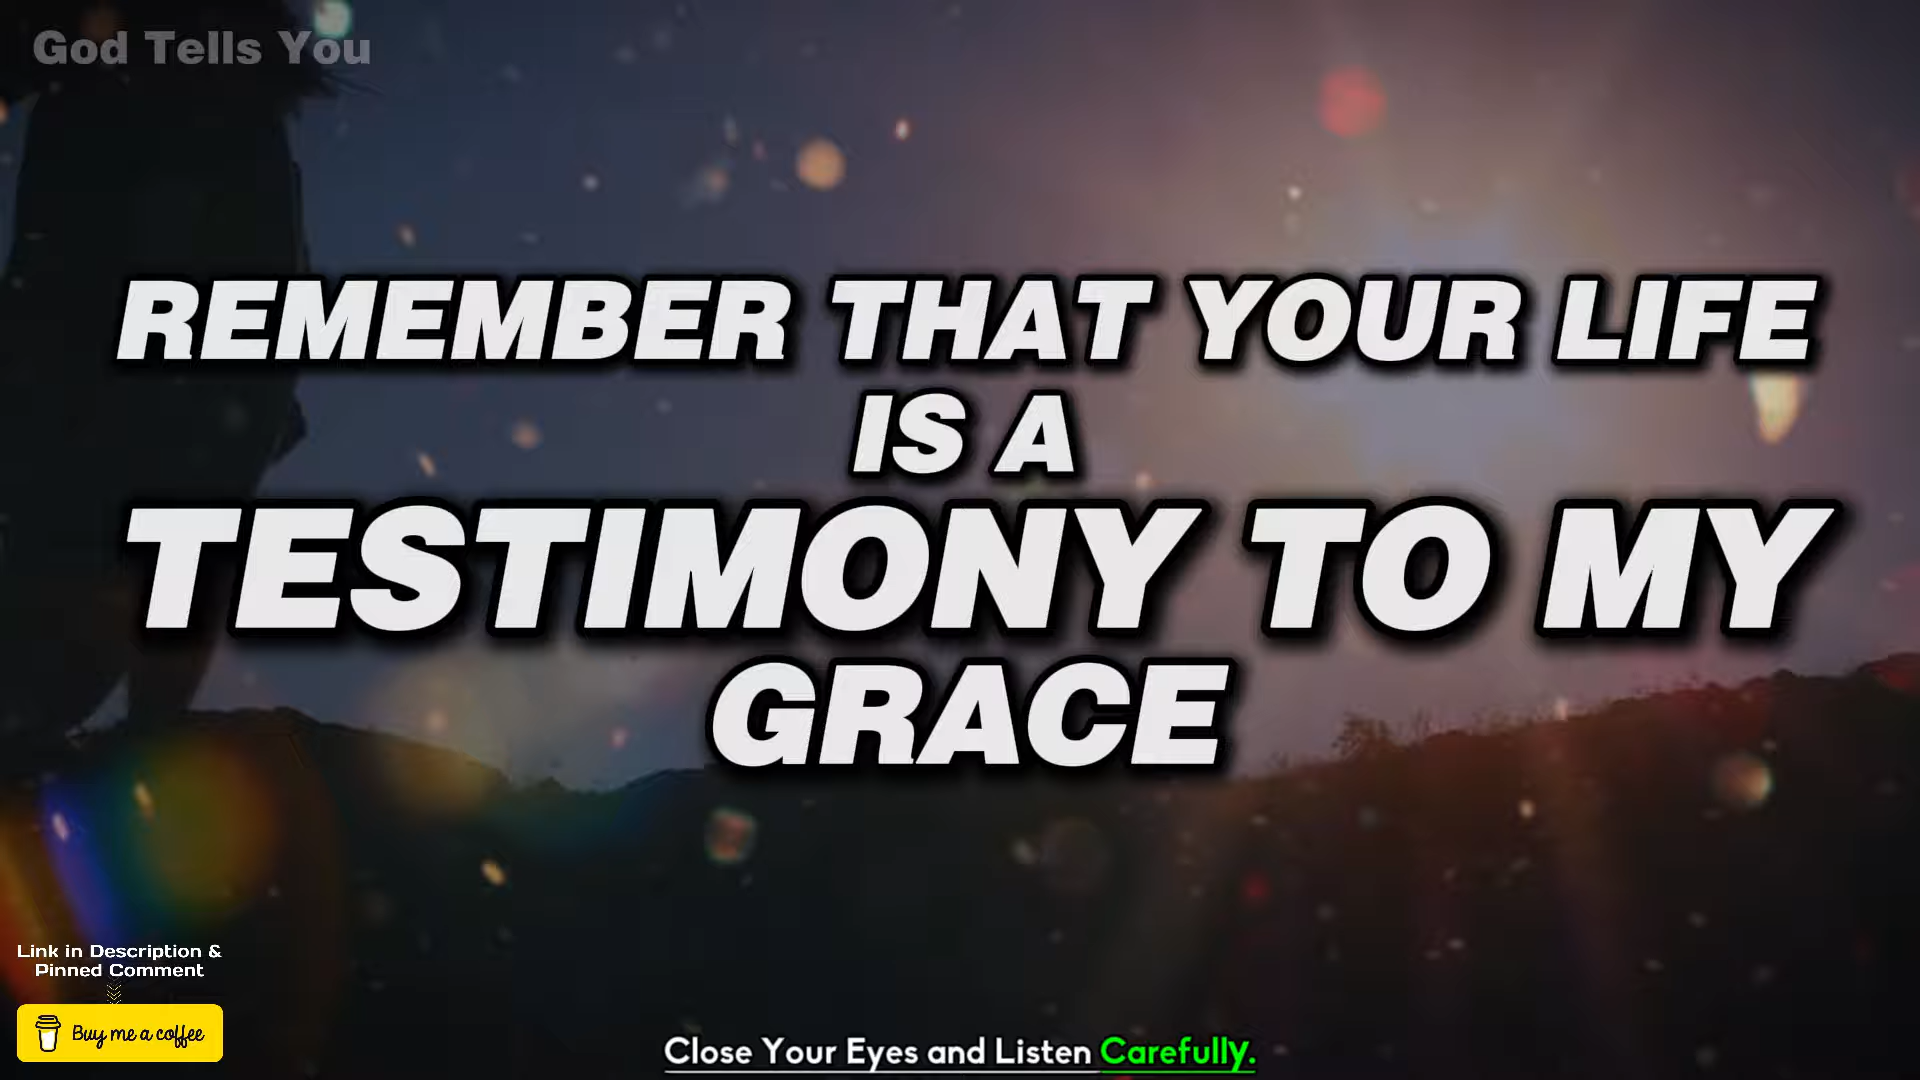 God Tells You
REMEMBER THAT YOUR LIFE
IS A
TESTIMONY TO MY
GRACE
Link in Description &
Pinned Comment
Buy me a coffee
Close Your Eyes and Listen Carefully.